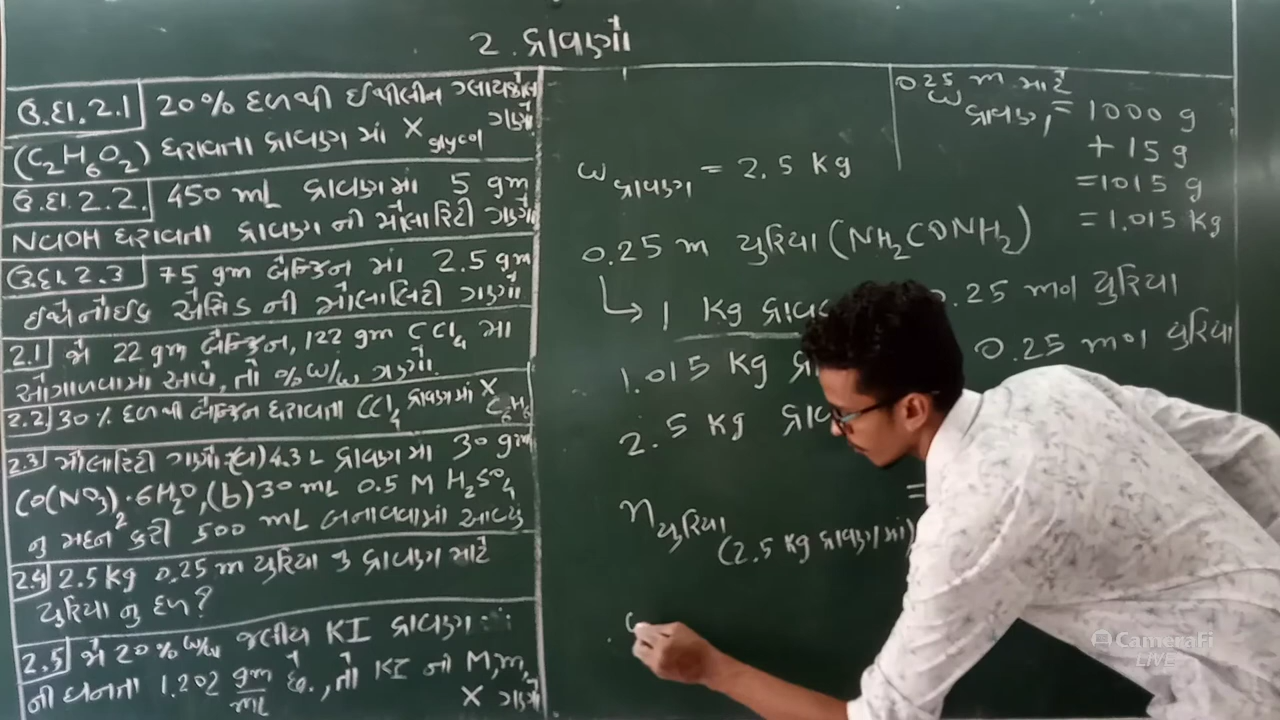 2. દ્રાવણો
ઉ.દા.2.1 20% દળથી ઈથીલીન ગ્લાયકોલ
(C₂H₆O₂) ધરાવતા દ્રાવણ માં X glycol ગણો
ઉ.દા.2.2. 450 mL દ્રાવણમાં 5 gm
NaOH ધરાવતા દ્રાવણ ની મોલારિટી ગણો
ઉ.દા.2.3 75 gm બેન્ઝિન માં 2.5 gm
ઈથેનોઈક એસિડ ની મોલાલિટી ગણો
2.1 જો 22 gm બેન્ઝિન, 122 gm CCl₄ માં
ઓગાળવામાં આવે, તો % w/w ગણો.
2.2 30% દળથી બેન્ઝિન ધરાવતા CCl₄ દ્રાવણમાં X C₆H₆
2.3 મોલારિટી ગણો 4.3 L દ્રાવણમાં 30 gm
CO(NO₃)₂·6H₂O, (b) 30 mL 0.5 M H₂SO₄
નુ મંદન કરી 500 mL બનાવવામાં આવ્યુ
2.4 2.5 kg 0.25 m યુરિયા નુ દ્રાવણ માટે
યુરિયા નુ દળ?
2.5 જો 20% w/w જલીય KI દ્રાવણ
ની ઘનતા 1.202 gm/mL છે., તો KI ની M, m,
X ગણો
W દ્રાવણ = 2.5 kg
0.25 m યુરિયા (NH₂CONH₂)
↳ 1 kg 0.25 mol યુરિયા
1.015 kg 0.25 mol યુરિયા
2.5 kg
n યુરિયા =
(2.5 kg દ્રાવણમાં)
0.25 m માટે
W દ્રાવણ, = 1000 g
+ 15 g
= 1015 g
= 1.015 kg
CameraFi
LIVE